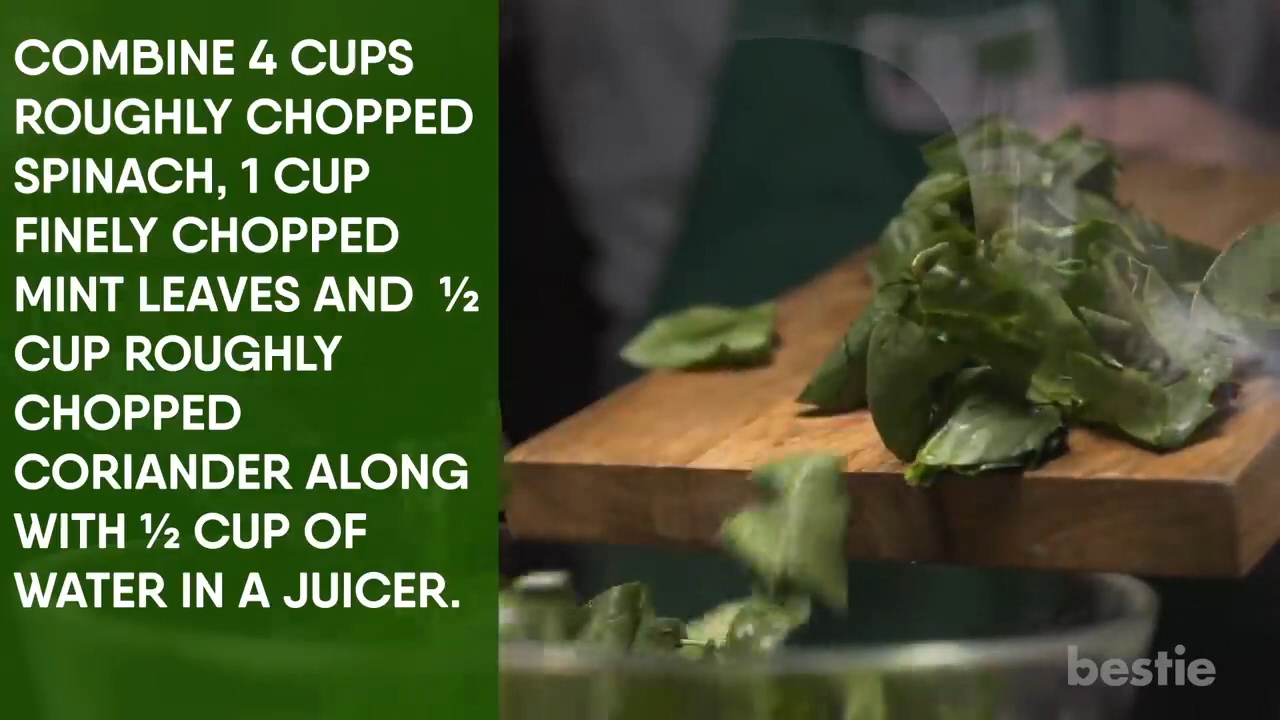 COMBINE 4 CUPS
ROUGHLY CHOPPED
SPINACH, 1 CUP
FINELY CHOPPED
MINT LEAVES AND ½
CUP ROUGHLY
CHOPPED
CORIANDER ALONG
WITH ½ CUP OF
WATER IN A JUICER.
bestie